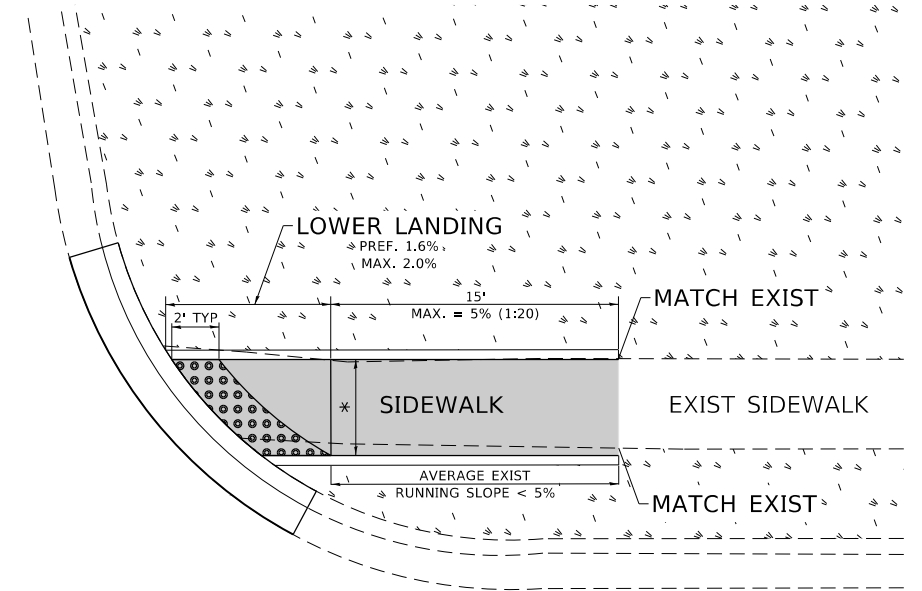 LOWER LANDING
PREF. 1.6%
MAX. 2.0%
15'
MAX. = 5% (1:20)
2' TYP
MATCH EXIST
*
SIDEWALK
EXIST SIDEWALK
AVERAGE EXIST
RUNNING SLOPE < 5%
MATCH EXIST